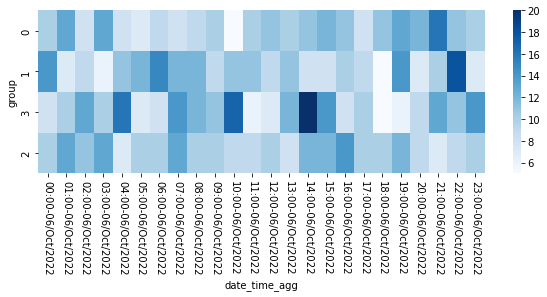 group
0
1
3
2
00:00-06/Oct/2022
01:00-06/Oct/2022
02:00-06/Oct/2022
03:00-06/Oct/2022
04:00-06/Oct/2022
05:00-06/Oct/2022
06:00-06/Oct/2022
07:00-06/Oct/2022
08:00-06/Oct/2022
09:00-06/Oct/2022
10:00-06/Oct/2022
11:00-06/Oct/2022
12:00-06/Oct/2022
13:00-06/Oct/2022
14:00-06/Oct/2022
15:00-06/Oct/2022
16:00-06/Oct/2022
17:00-06/Oct/2022
18:00-06/Oct/2022
19:00-06/Oct/2022
20:00-06/Oct/2022
21:00-06/Oct/2022
22:00-06/Oct/2022
23:00-06/Oct/2022
date_time_agg
20
18
16
14
12
10
8
6